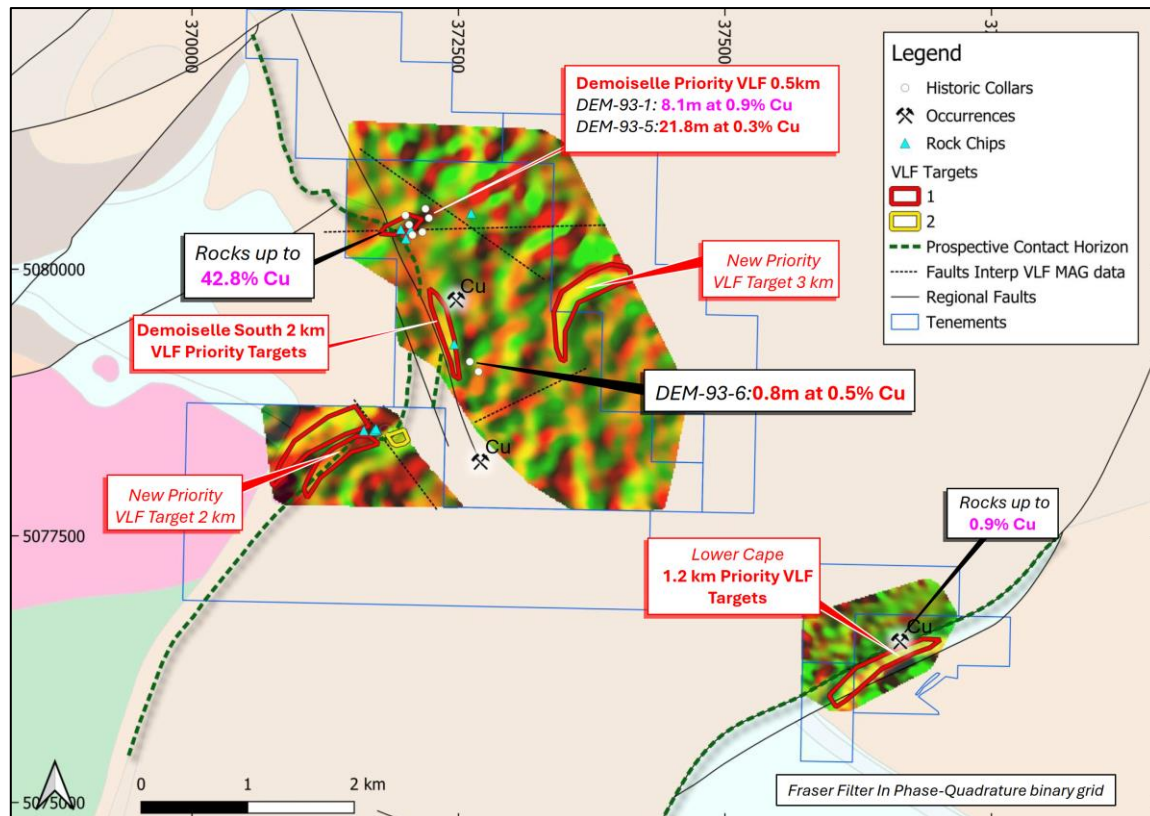 370000
372500
375000
31
5080000
5077500
5075000
Demoiselle Priority VLF 0.5km
DEM-93-1: 8.1m at 0.9% Cu
DEM-93-5:21.8m at 0.3% Cu
Legend
Historic Collars
Occurrences
Rock Chips
VLF Targets
1
2
Prospective Contact Horizon
Faults Interp VLF MAG data
Regional Faults
Tenements
Rocks up to
42.8% Cu
New Priority
VLF Target 3 km
Cu
Demoiselle South 2 km
VLF Priority Targets
DEM-93-6:0.8m at 0.5% Cu
Cu
New Priority
VLF Target 2 km
Rocks up to
0.9% Cu
Lower Cape
1.2 km Priority VLF
Targets
Cu
0 1 2 km
Fraser Filter In Phase-Quadrature binary grid